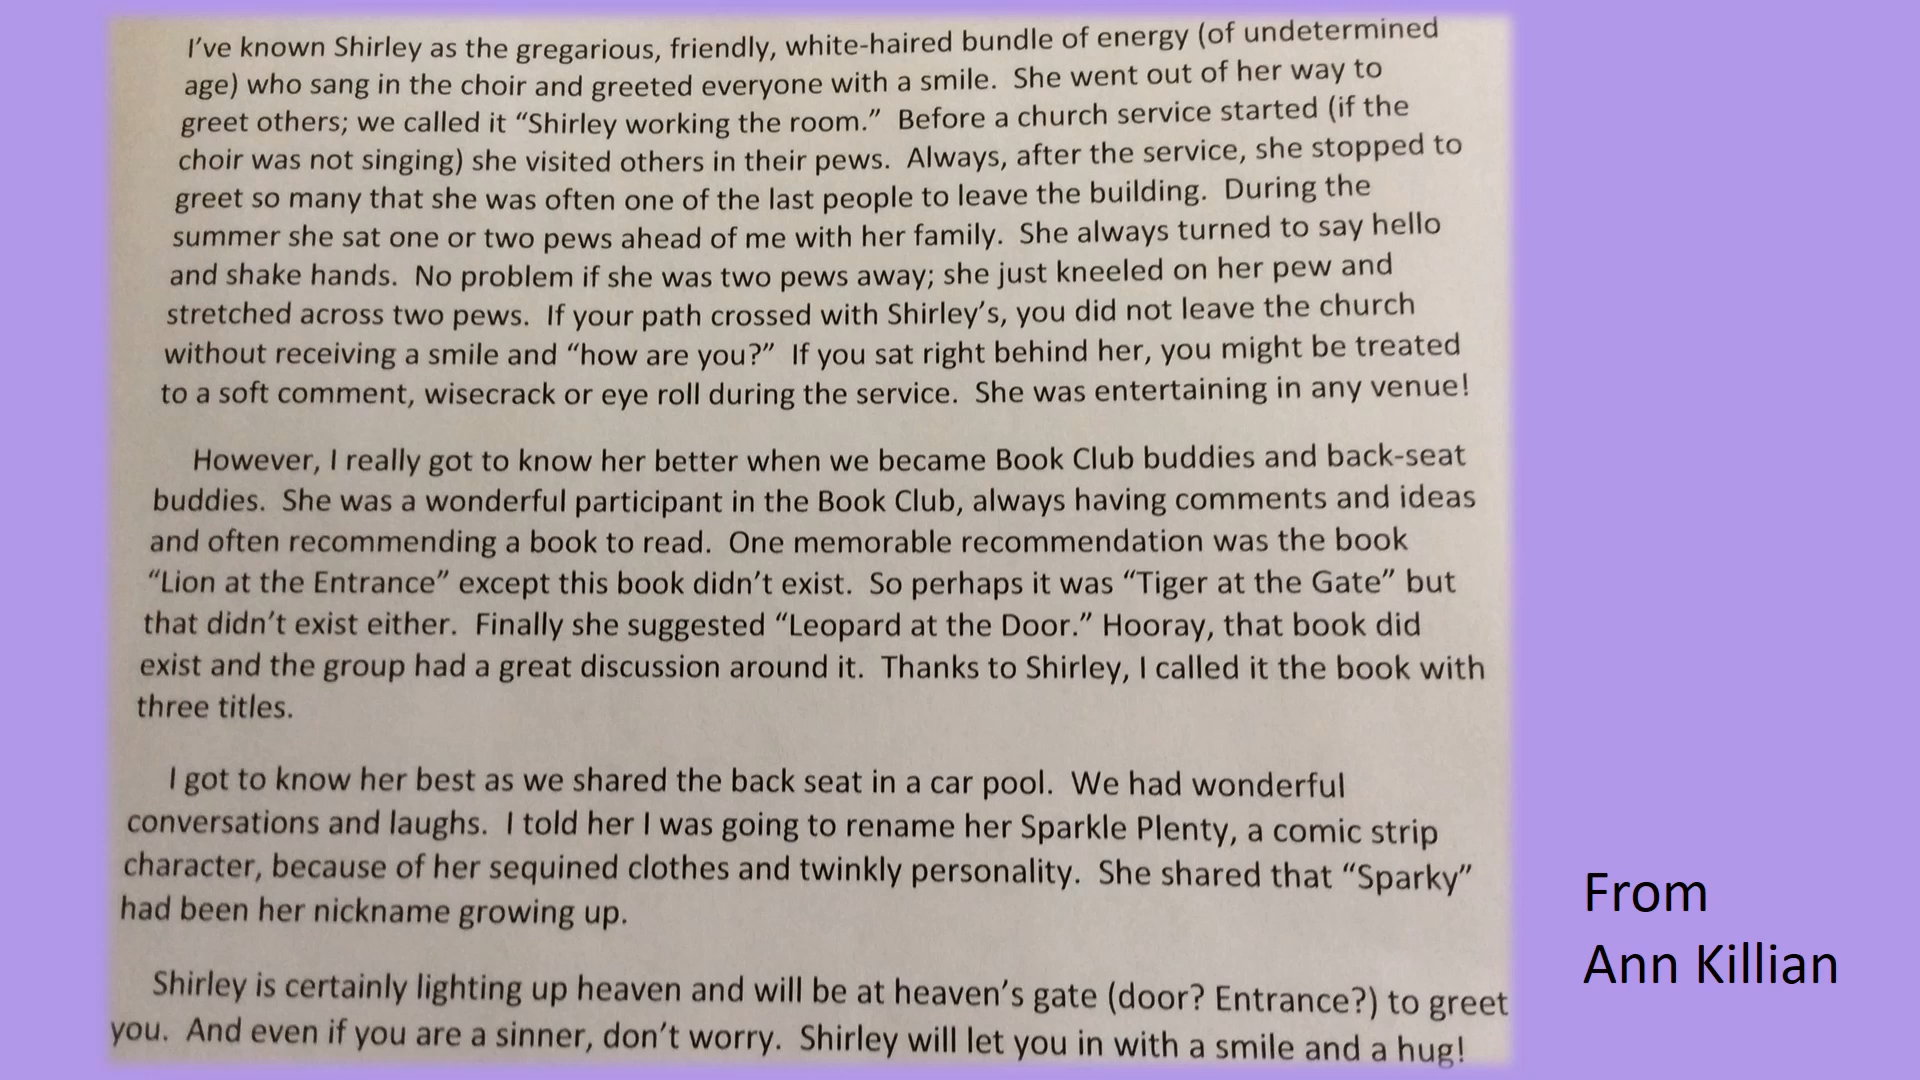 I've known Shirley as the gregarious, friendly, white-haired bundle of energy (of undetermined
age) who sang in the choir and greeted everyone with a smile.  She went out of her way to
greet others; we called it “Shirley working the room.”  Before a church service started (if the
choir was not singing) she visited others in their pews.  Always, after the service, she stopped to
greet so many that she was often one of the last people to leave the building.  During the
summer she sat one or two pews ahead of me with her family.  She always turned to say hello
and shake hands.  No problem if she was two pews away; she just kneeled on her pew and
stretched across two pews.  If your path crossed with Shirley's, you did not leave the church
without receiving a smile and “how are you?”  If you sat right behind her, you might be treated
to a soft comment, wisecrack or eye roll during the service.  She was entertaining in any venue!
However, I really got to know her better when we became Book Club buddies and back-seat
buddies.  She was a wonderful participant in the Book Club, always having comments and ideas
and often recommending a book to read.  One memorable recommendation was the book
“Lion at the Entrance” except this book didn't exist.  So perhaps it was “Tiger at the Gate” but
that didn't exist either.  Finally she suggested “Leopard at the Door.” Hooray, that book did
exist and the group had a great discussion around it.  Thanks to Shirley, I called it the book with
three titles.
I got to know her best as we shared the back seat in a car pool.  We had wonderful
conversations and laughs.  I told her I was going to rename her Sparkle Plenty, a comic strip
character, because of her sequined clothes and twinkly personality.  She shared that “Sparky”
had been her nickname growing up.
Shirley is certainly lighting up heaven and will be at heaven's gate (door? Entrance?) to greet
you.  And even if you are a sinner, don't worry.  Shirley will let you in with a smile and a hug!
From
Ann Killian